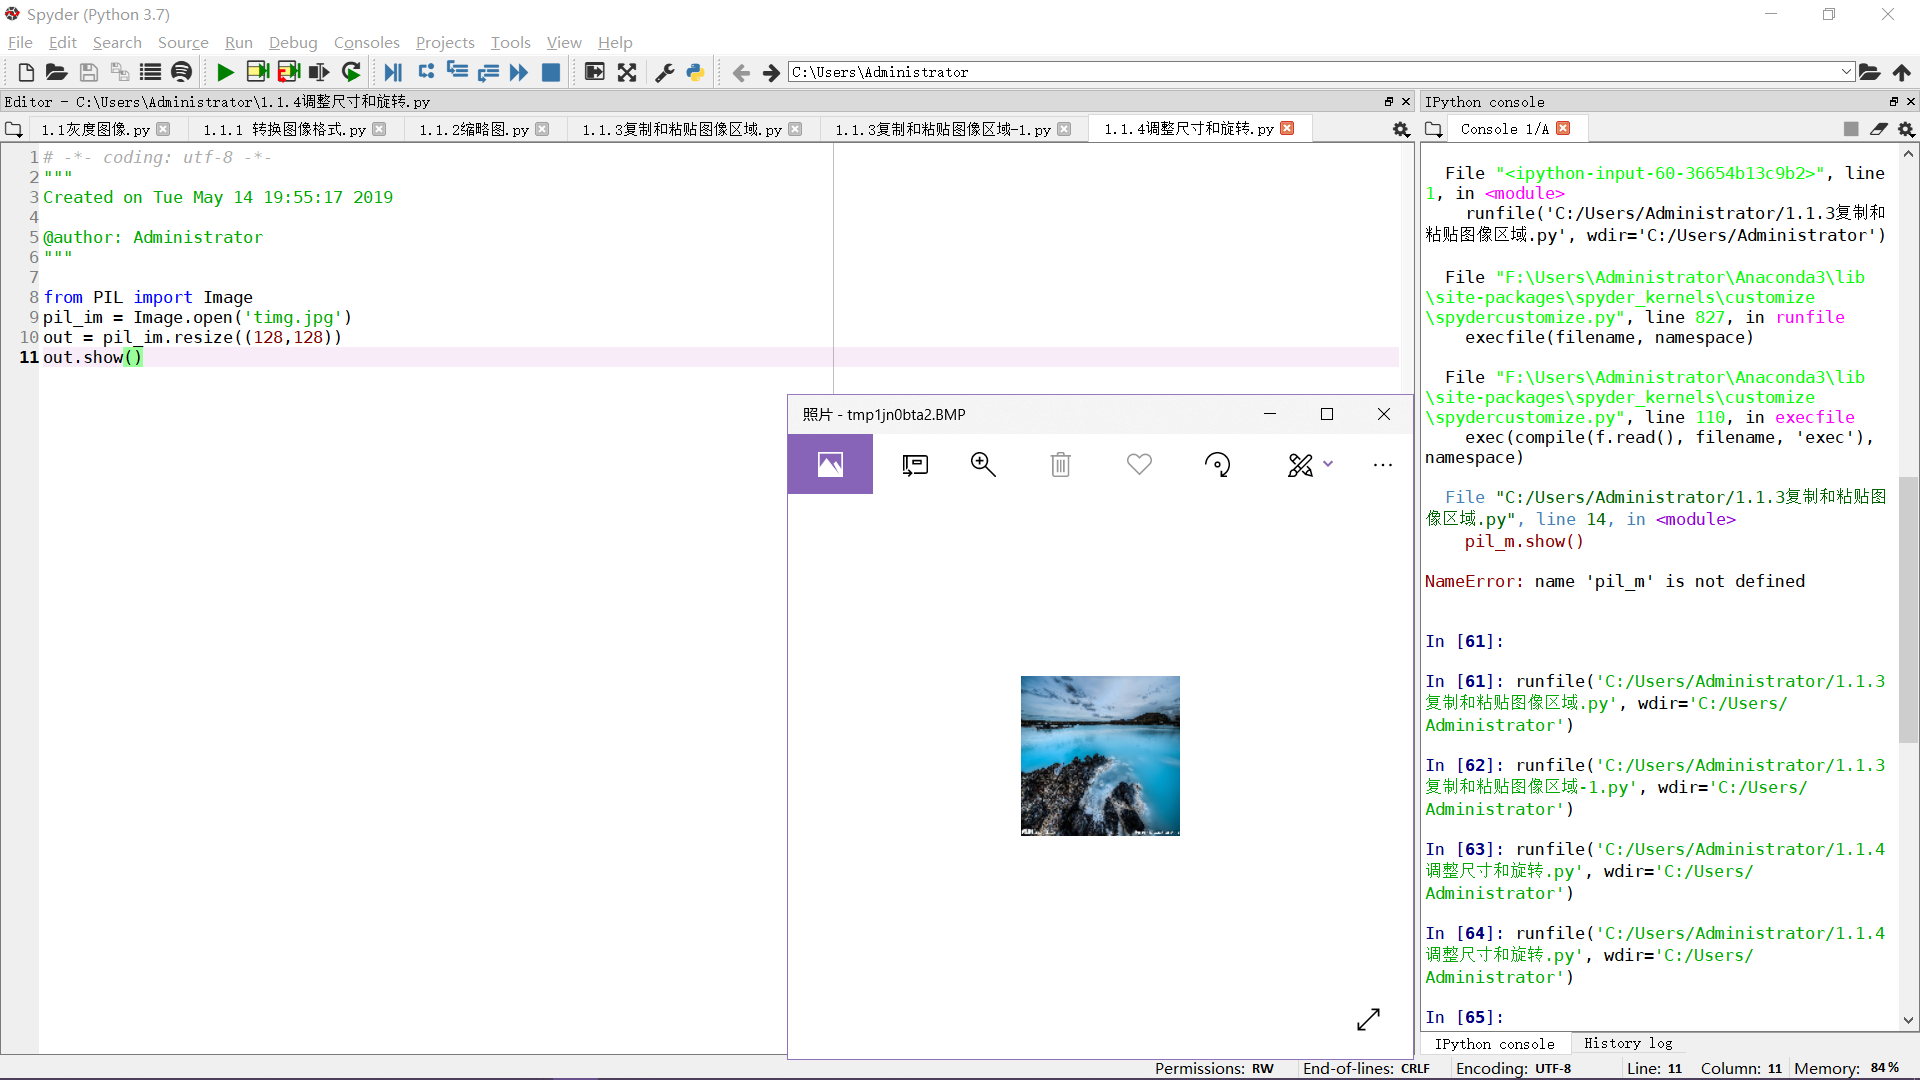 Spyder (Python 3.7)
File Edit Search Source Run Debug Consoles Projects Tools View Help
C:\Users\Administrator
Editor - C:\Users\Administrator\1.1.4调整尺寸和旋转.py
1.1灰度图像.py 1.1.1 转换图像格式.py 1.1.2缩略图.py 1.1.3复制和粘贴图像区域.py 1.1.3复制和粘贴图像区域-1.py 1.1.4调整尺寸和旋转.py
1 # -*- coding: utf-8 -*-
2 """
3 Created on Tue May 14 19:55:17 2019
4
5 @author: Administrator
6 """
7
8 from PIL import Image
9 pil_im = Image.open('timg.jpg')
10 out = pil_im.resize((128,128))
11 out.show()
照片 - tmp1jn0bta2.BMP
IPython console
Console 1/A
File "<ipython-input-60-36654b13c9b2>", line
1, in <module>
runfile('C:/Users/Administrator/1.1.3复制和
粘贴图像区域.py', wdir='C:/Users/Administrator')
File "F:\Users\Administrator\Anaconda3\lib
\site-packages\spyder_kernels\customize
\spydercustomize.py", line 827, in runfile
execfile(filename, namespace)
File "F:\Users\Administrator\Anaconda3\lib
\site-packages\spyder_kernels\customize
\spydercustomize.py", line 110, in execfile
exec(compile(f.read(), filename, 'exec'),
namespace)
File "C:/Users/Administrator/1.1.3复制和粘贴图
像区域.py", line 14, in <module>
pil_m.show()
NameError: name 'pil_m' is not defined
In [61]:
In [61]: runfile('C:/Users/Administrator/1.1.3
复制和粘贴图像区域.py', wdir='C:/Users/
Administrator')
In [62]: runfile('C:/Users/Administrator/1.1.3
复制和粘贴图像区域-1.py', wdir='C:/Users/
Administrator')
In [63]: runfile('C:/Users/Administrator/1.1.4
调整尺寸和旋转.py', wdir='C:/Users/
Administrator')
In [64]: runfile('C:/Users/Administrator/1.1.4
调整尺寸和旋转.py', wdir='C:/Users/
Administrator')
In [65]:
IPython console History log
Permissions: RW End-of-lines: CRLF Encoding: UTF-8 Line: 11 Column: 11 Memory: 84%